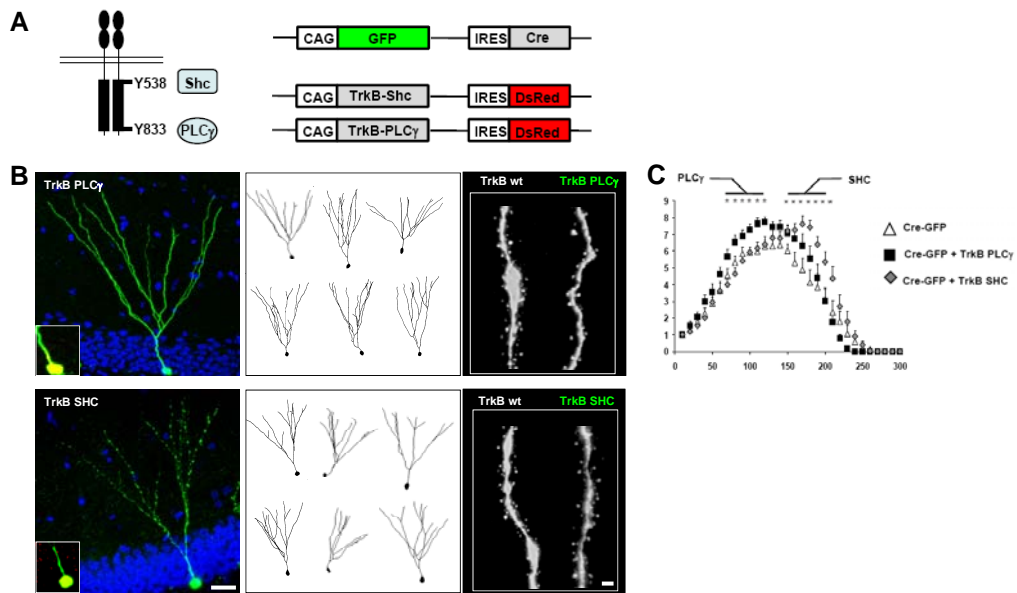 A
Y538
Shc
Y833
PLCγ
CAG GFP IRES Cre
CAG TrkB-Shc IRES DsRed
CAG TrkB-PLCγ IRES DsRed
B
TrkB PLCγ
TrkB wt TrkB PLCγ
TrkB SHC
TrkB wt TrkB SHC
C
PLCγ SHC
* * * * * * * * * * * * *
9
8
7
6
5
4
3
2
1
0
0 50 100 150 200 250 300
Cre-GFP
Cre-GFP + TrkB PLCγ
Cre-GFP + TrkB SHC